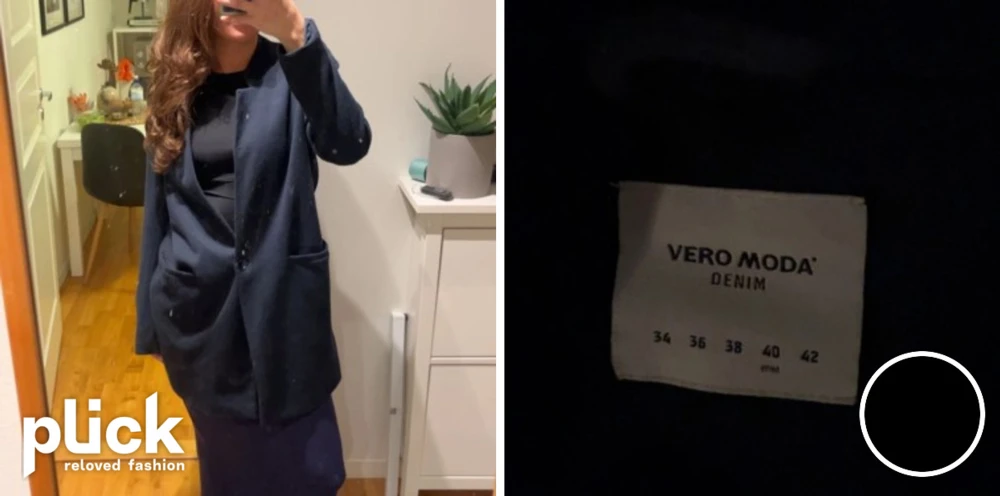 plick
reloved fashion
VERO MODA
DENIM
34 36 38 40 42